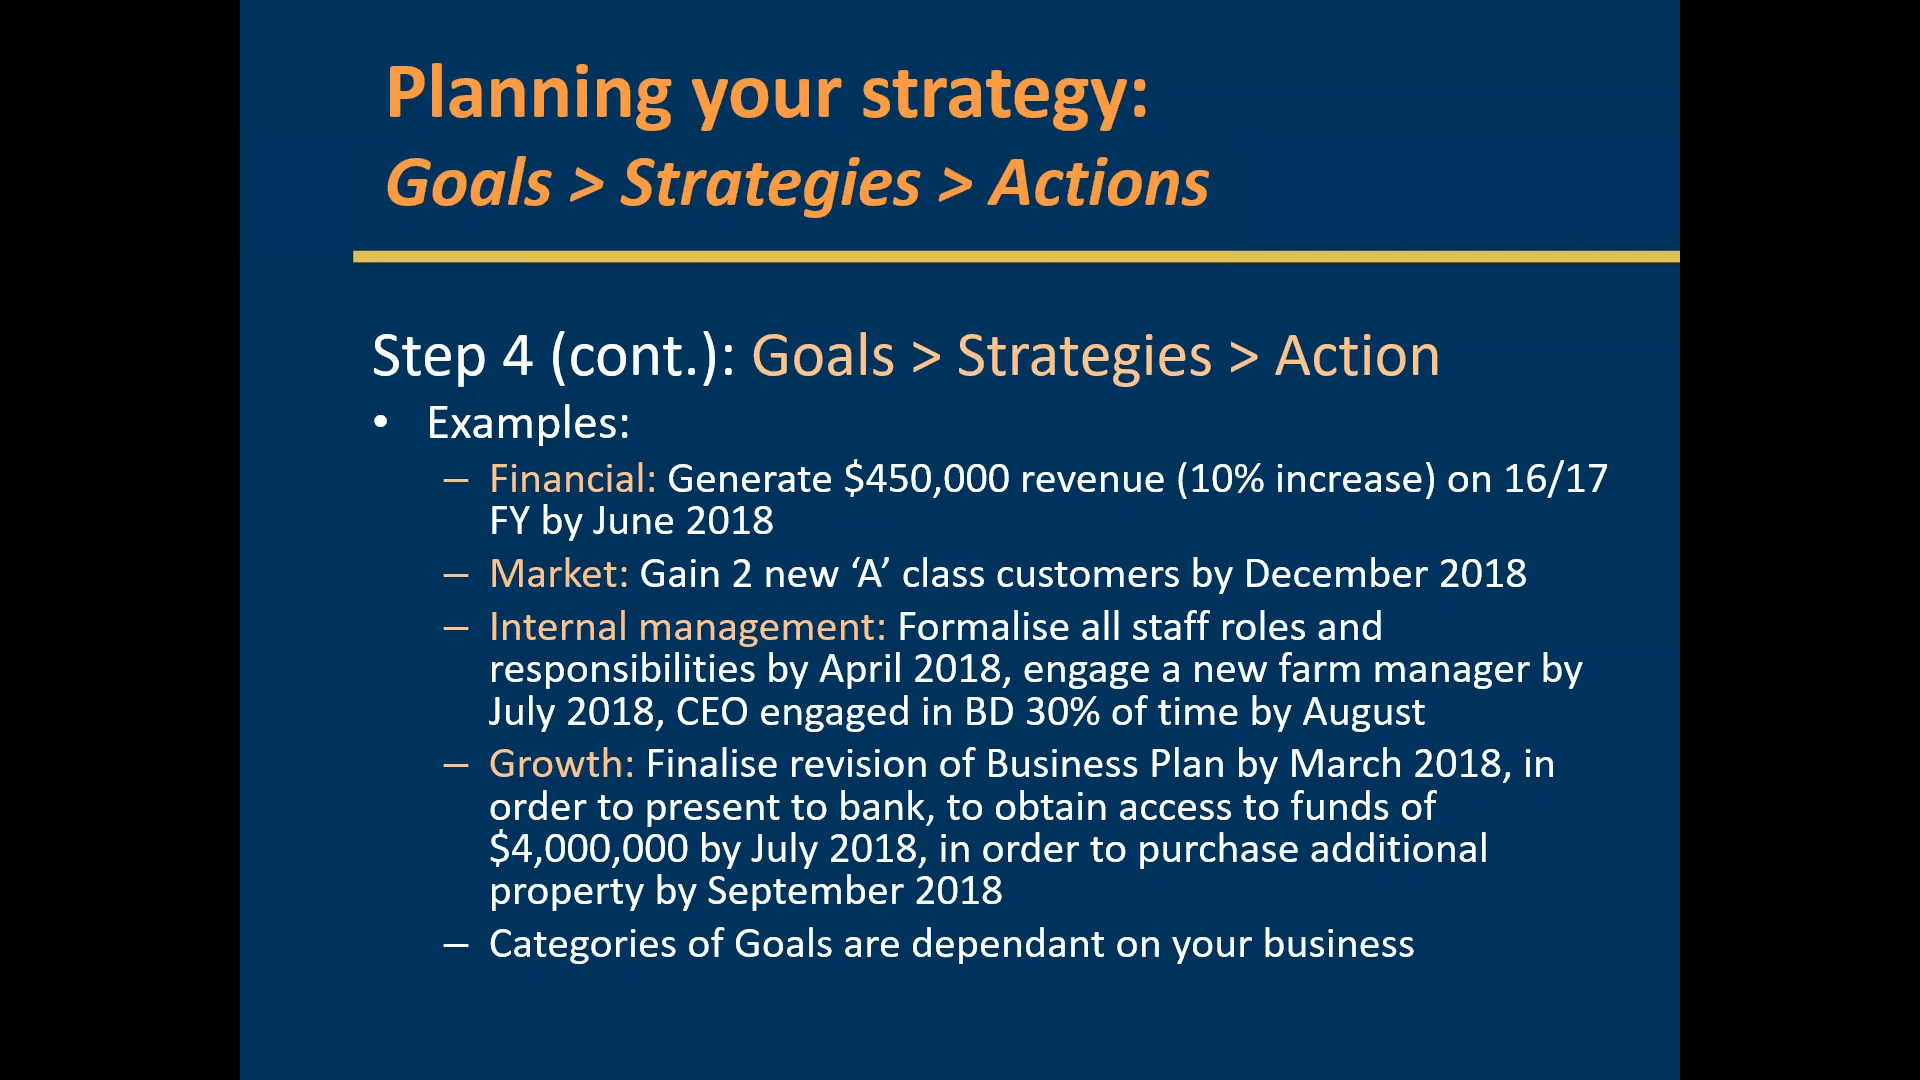 Planning your strategy:
Goals > Strategies > Actions
Step 4 (cont.): Goals > Strategies > Action
• Examples:
– Financial: Generate $450,000 revenue (10% increase) on 16/17
FY by June 2018
– Market: Gain 2 new ‘A’ class customers by December 2018
– Internal management: Formalise all staff roles and
responsibilities by April 2018, engage a new farm manager by
July 2018, CEO engaged in BD 30% of time by August
– Growth: Finalise revision of Business Plan by March 2018, in
order to present to bank, to obtain access to funds of
$4,000,000 by July 2018, in order to purchase additional
property by September 2018
– Categories of Goals are dependant on your business